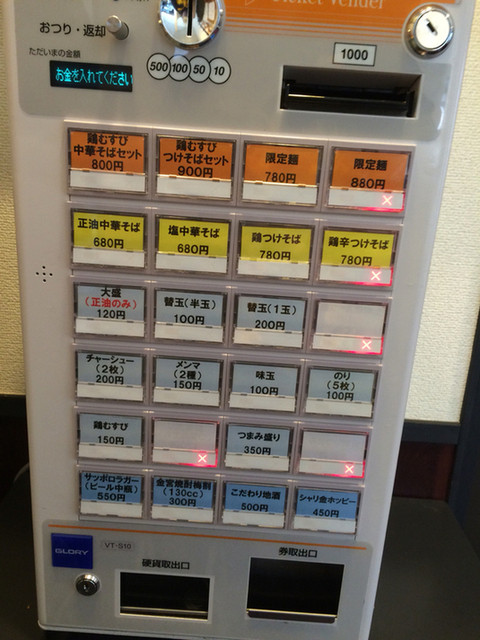 Ticket Vender
おつり・返却
ただいまの金額
お金を入れてください
500 100 50 10
1000
鶏むすび
中華そばセット
800円
鶏むすび
つけそばセット
900円
限定麺
780円
限定麺
880円
×
正油中華そば
680円
塩中華そば
680円
鶏つけそば
780円
鶏辛つけそば
780円
×
大盛
(正油のみ)
120円
替玉(半玉)
100円
替玉(1玉)
200円
×
チャーシュー
(2枚)
200円
メンマ
(2種)
150円
味玉
100円
のり
(5枚)
100円
鶏むすび
150円
×
つまみ盛り
350円
×
サッポロラガー
(ビール中瓶)
550円
金宮焼酎梅割
(130cc)
300円
こだわり地酒
500円
シャリ金ホッピー
450円
GLORY
VT-S10
硬貨取出口
券取出口